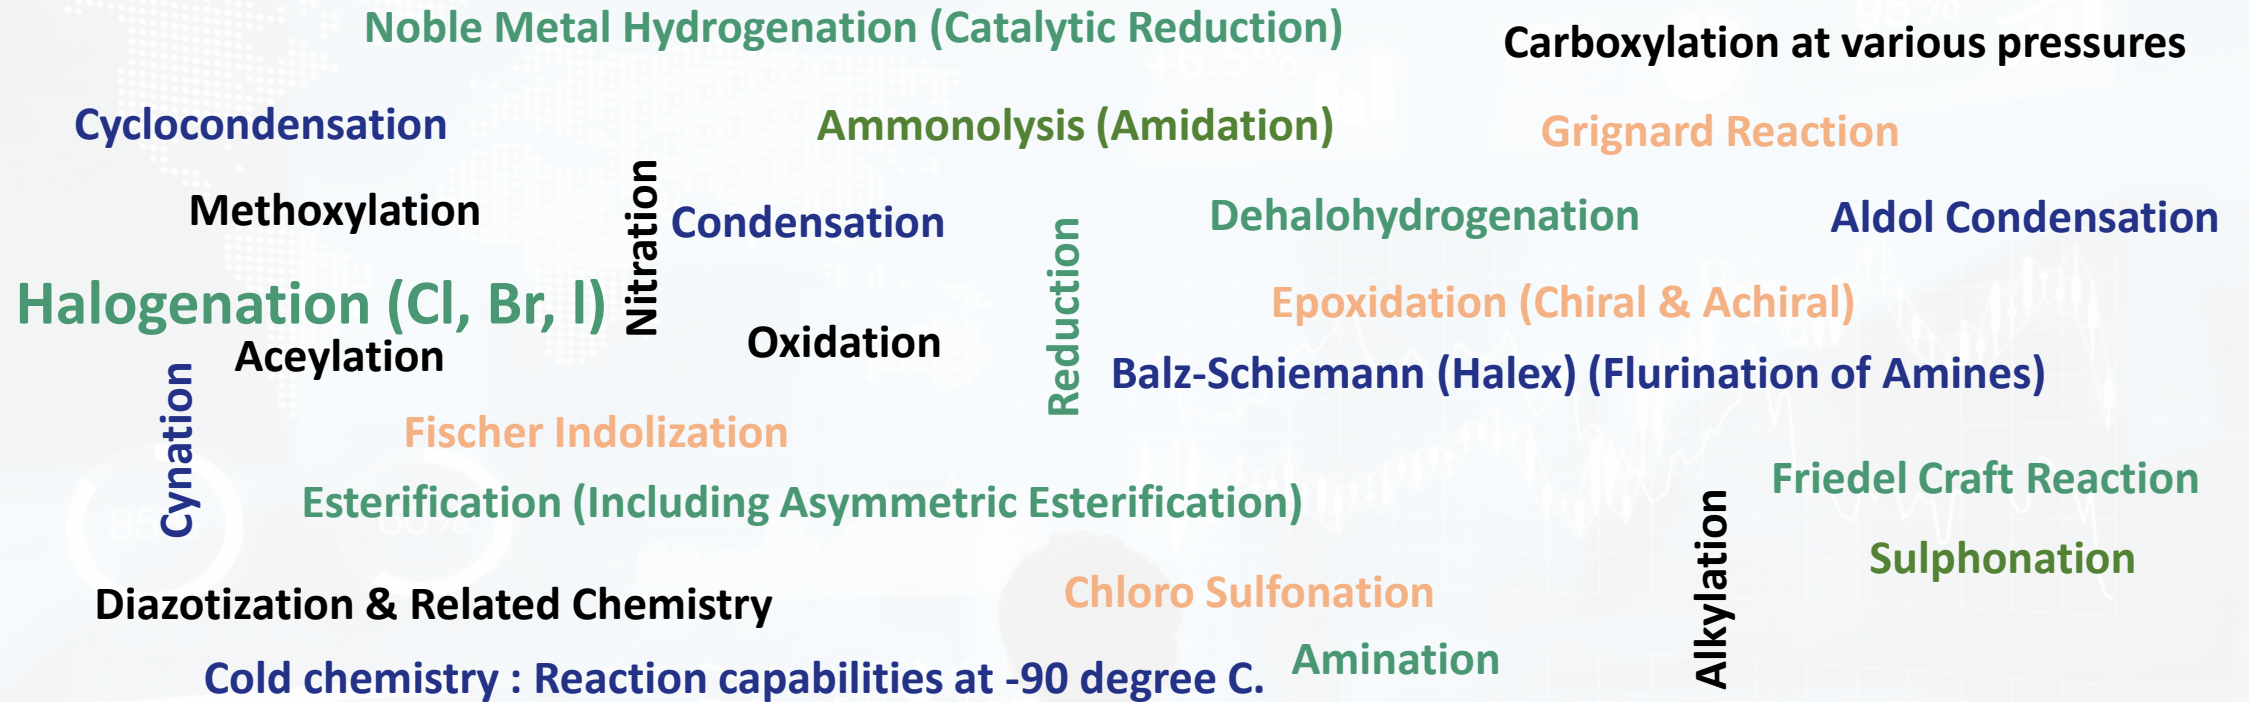 Noble Metal Hydrogenation (Catalytic Reduction)
Carboxylation at various pressures
Cyclocondensation
Ammonolysis (Amidation)
Grignard Reaction
Methoxylation
Nitration
Condensation
Reduction
Dehalohydrogenation
Aldol Condensation
Halogenation (Cl, Br, l)
Epoxidation (Chiral & Achiral)
Aceylation
Oxidation
Balz-Schiemann (Halex) (Flurination of Amines)
Cynation
Fischer Indolization
Friedel Craft Reaction
Esterification (Including Asymmetric Esterification)
Alkylation
Sulphonation
Diazotization & Related Chemistry
Chloro Sulfonation
Amination
Cold chemistry : Reaction capabilities at -90 degree C.